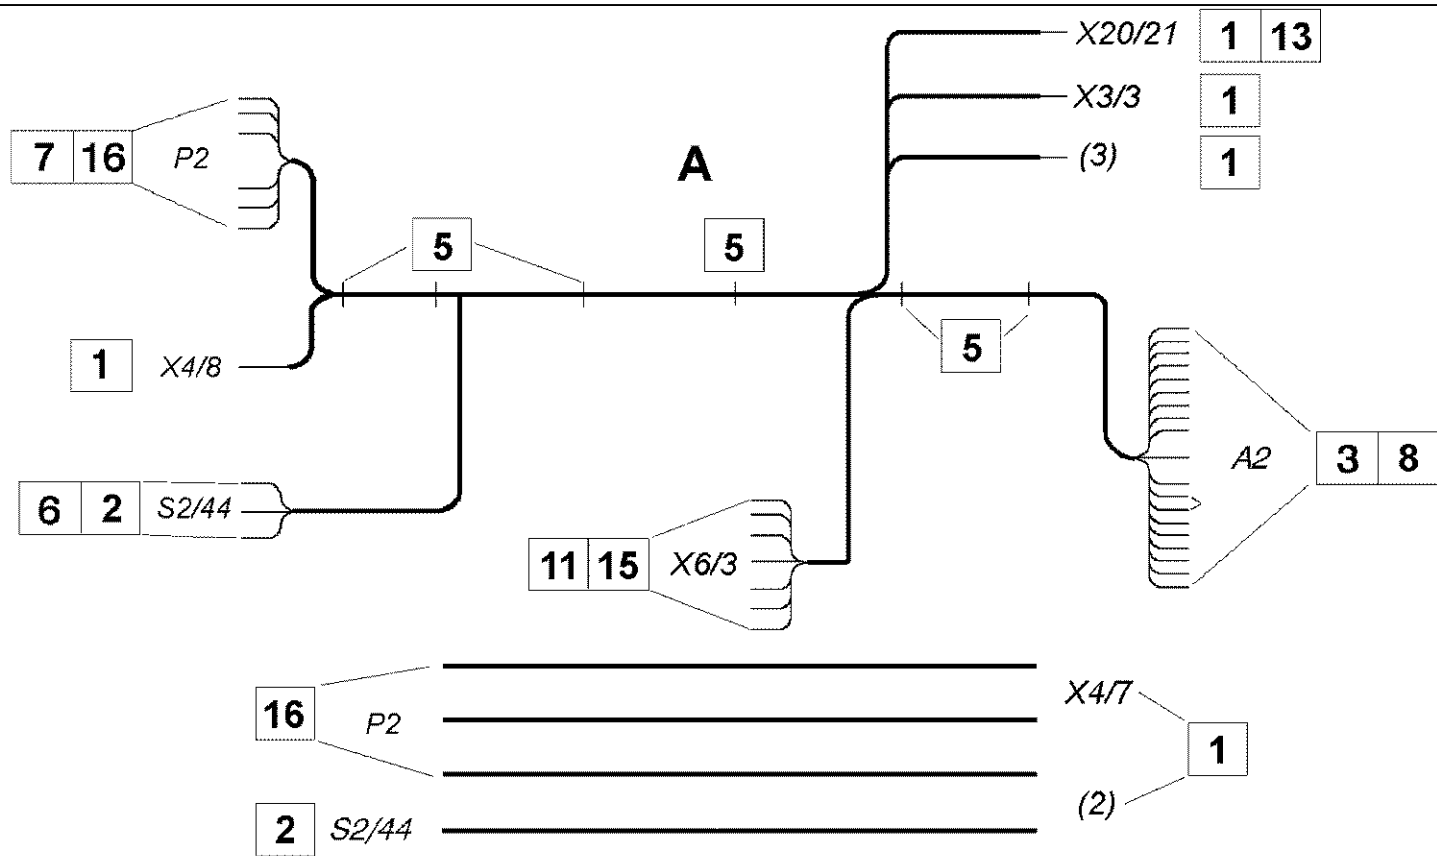 X20/21 1 13
X3/3 1
(3) 1
7 16 P2
A
5 5
5
1 X4/8
A2 3 8
6 2 S2/44
11 15 X6/3
X4/7
16 P2
1
(2)
2 S2/44